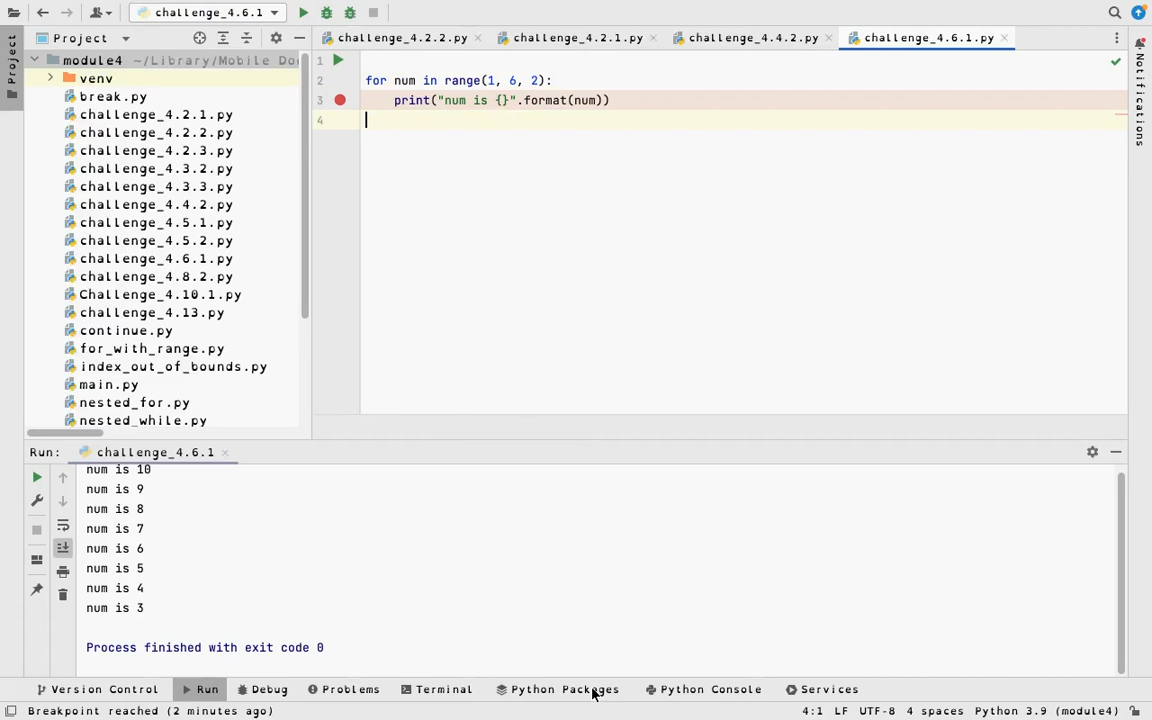 challenge_4.6.1
Project
challenge_4.2.2.py
challenge_4.2.1.py
challenge_4.4.2.py
challenge_4.6.1.py
Project
module4 ~/Library/Mobile Do
venv
break.py
challenge_4.2.1.py
challenge_4.2.2.py
challenge_4.2.3.py
challenge_4.3.2.py
challenge_4.3.3.py
challenge_4.4.2.py
challenge_4.5.1.py
challenge_4.5.2.py
challenge_4.6.1.py
challenge_4.8.2.py
Challenge_4.10.1.py
challenge_4.13.py
continue.py
for_with_range.py
index_out_of_bounds.py
main.py
nested_for.py
nested_while.py
1
2 for num in range(1, 6, 2):
3 print("num is {}".format(num))
4
Notifications
Run: challenge_4.6.1
num is 10
num is 9
num is 8
num is 7
num is 6
num is 5
num is 4
num is 3
Process finished with exit code 0
Version Control Run Debug Problems Terminal Python Packages Python Console Services
Breakpoint reached (2 minutes ago) 4:1 LF UTF-8 4 spaces Python 3.9 (module4)